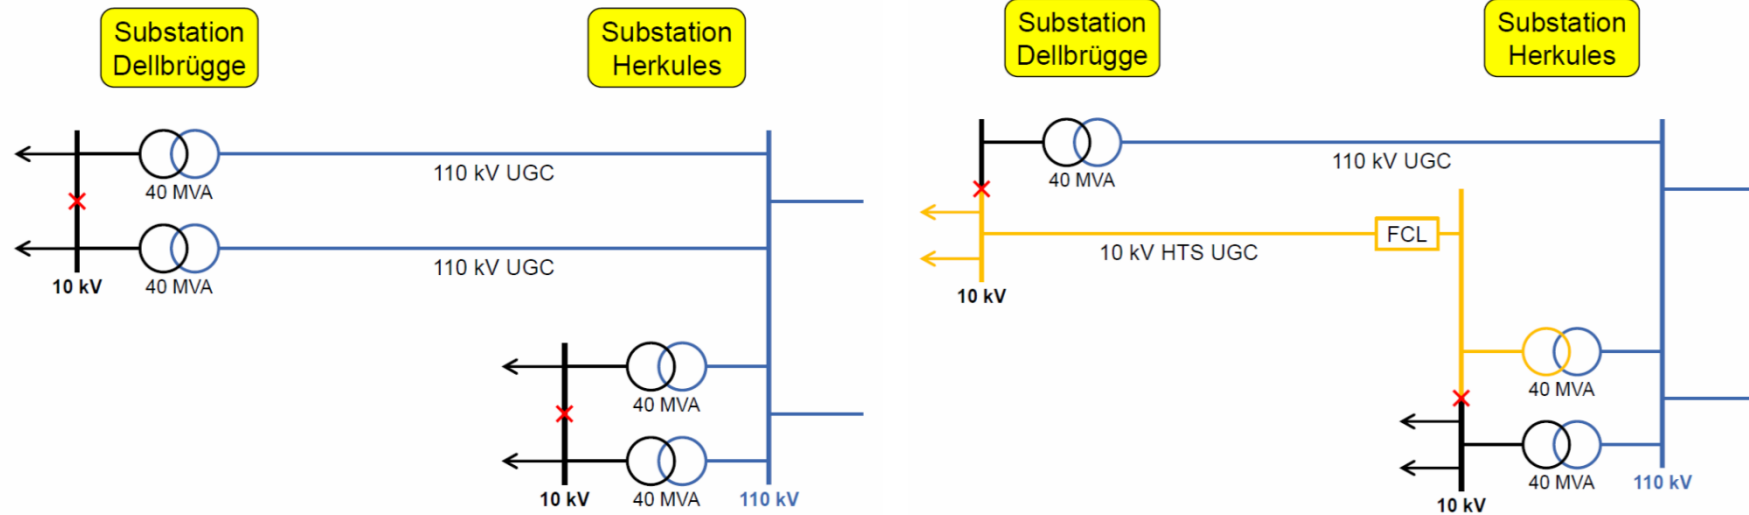 Substation
Dellbrügge
Substation
Herkules
40 MVA
110 kV UGC
40 MVA
110 kV UGC
10 kV
40 MVA
40 MVA
10 kV
110 kV
Substation
Dellbrügge
Substation
Herkules
40 MVA
110 kV UGC
FCL
10 kV HTS UGC
10 kV
40 MVA
40 MVA
110 kV
10 kV